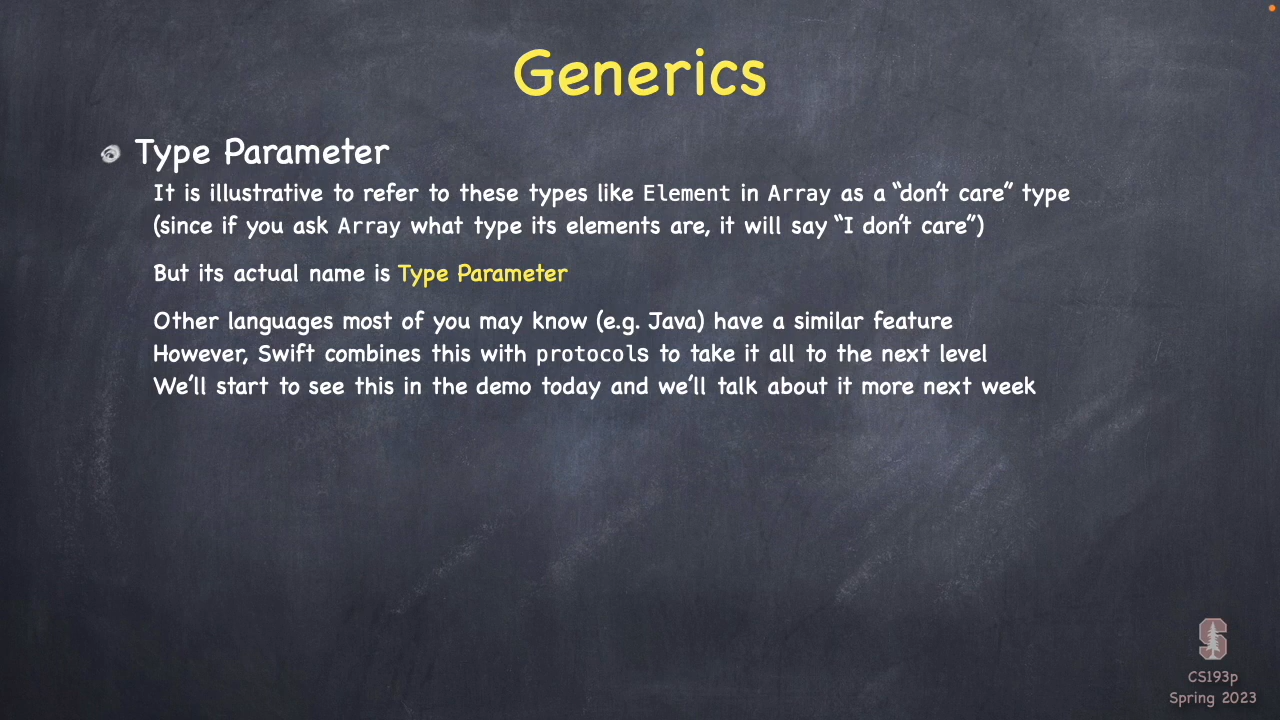 Generics
Type Parameter
It is illustrative to refer to these types like Element in Array as a “don’t care” type
(since if you ask Array what type its elements are, it will say “I don’t care”)
But its actual name is Type Parameter
Other languages most of you may know (e.g. Java) have a similar feature
However, Swift combines this with protocols to take it all to the next level
We’ll start to see this in the demo today and we’ll talk about it more next week
S
CS193p
Spring 2023